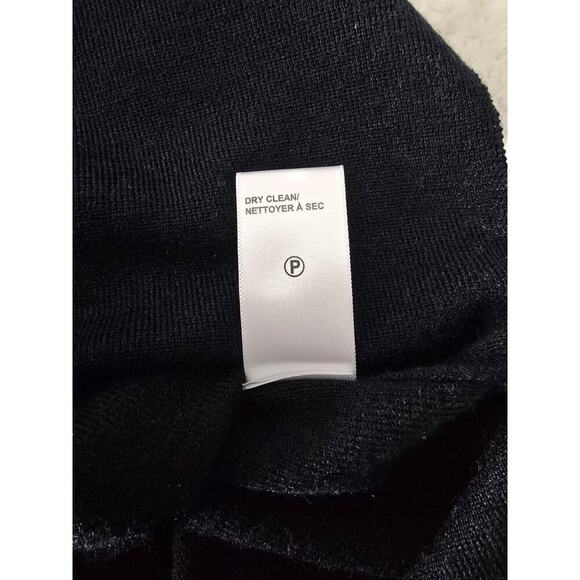 DRY CLEAN/
NETTOYER À SEC
P